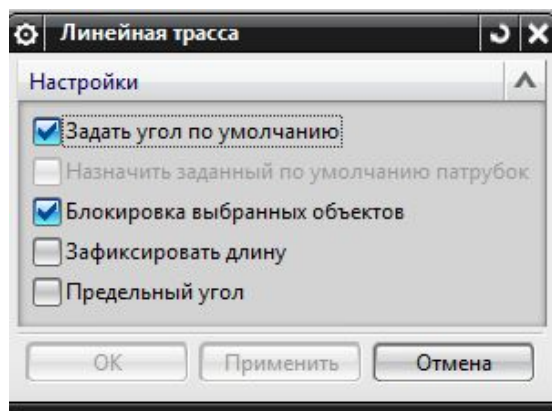 Линейная трасса
Настройки
Задать угол по умолчанию
Назначить заданный по умолчанию патрубок
Блокировка выбранных объектов
Зафиксировать длину
Предельный угол
ОК Применить Отмена